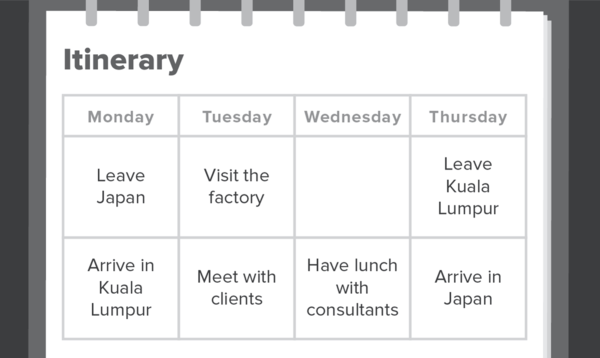 Itinerary
Monday Tuesday Wednesday Thursday
Leave
Japan
Visit the
factory
Leave
Kuala
Lumpur
Arrive in
Kuala
Lumpur
Meet with
clients
Have lunch
with
consultants
Arrive in
Japan